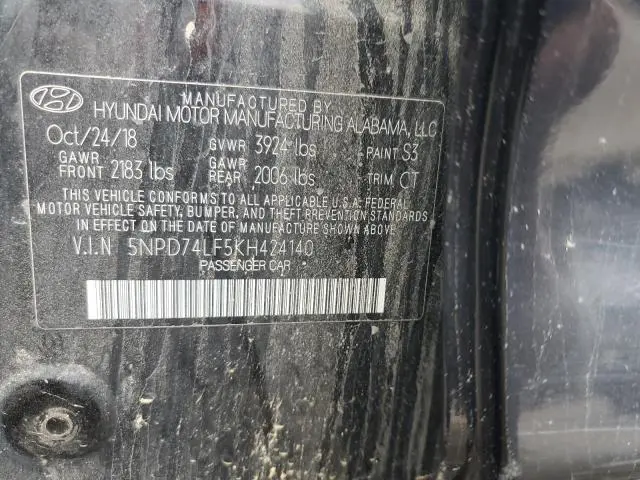 MANUFACTURED BY
HYUNDAI MOTOR MANUFACTURING ALABAMA, LLC
Oct/24/18 GVWR 3924 lbs PAINT S3
GAWR FRONT 2183 lbs GAWR REAR 2006 lbs TRIM CT
THIS VEHICLE CONFORMS TO ALL APPLICABLE U.S.A. FEDERAL
MOTOR VEHICLE SAFETY, BUMPER, AND THEFT PREVENTION STANDARDS
IN EFFECT ON THE DATE OF MANUFACTURE SHOWN ABOVE.
V.I.N 5NPD74LF5KH424140
PASSENGER CAR